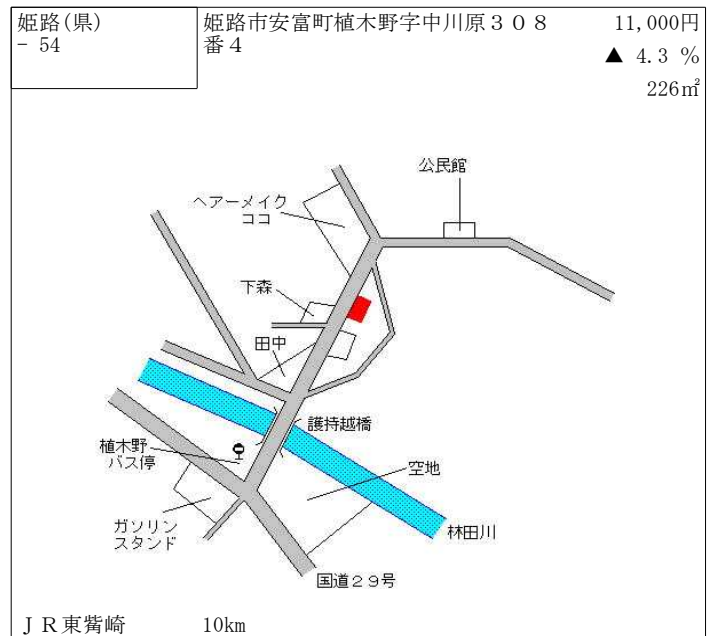 姫路(県)
- 54
姫路市安富町植木野字中川原３０８
番４
11,000円
▲ 4.3 %
226㎡
公民館
ヘアーメイク
ココ
下森
田中
護持越橋
植木野
バス停
空地
ガソリン
スタンド
林田川
国道２９号
ＪＲ東觜崎
10km